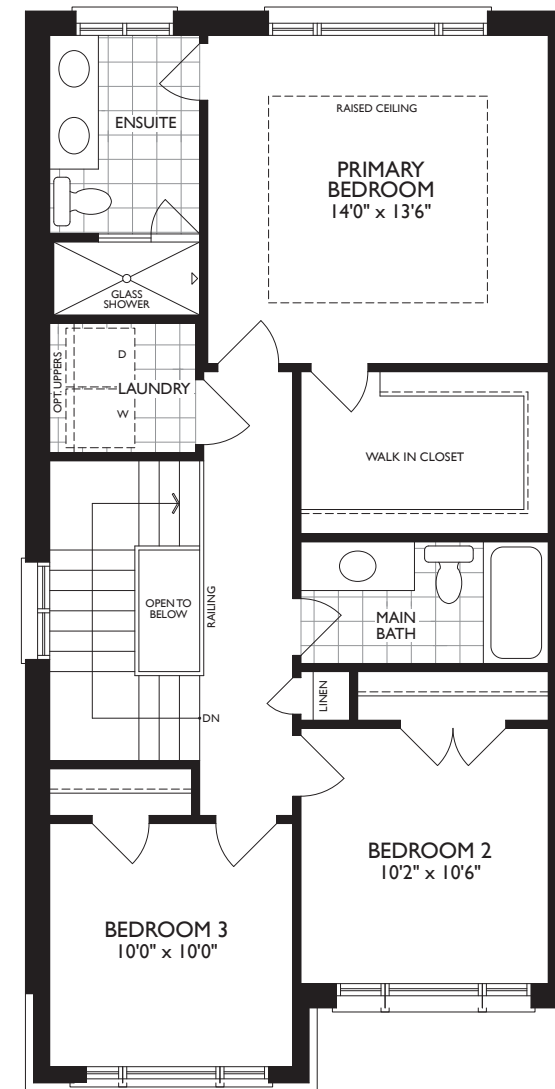 ENSUITE
RAISED CEILING
PRIMARY
BEDROOM
14'0" x 13'6"
GLASS
SHOWER
OPT. UPPERS
D
LAUNDRY
W
WALK IN CLOSET
OPEN TO
BELOW
RAILING
MAIN
BATH
LINEN
DN
BEDROOM 2
10'2" x 10'6"
BEDROOM 3
10'0" x 10'0"